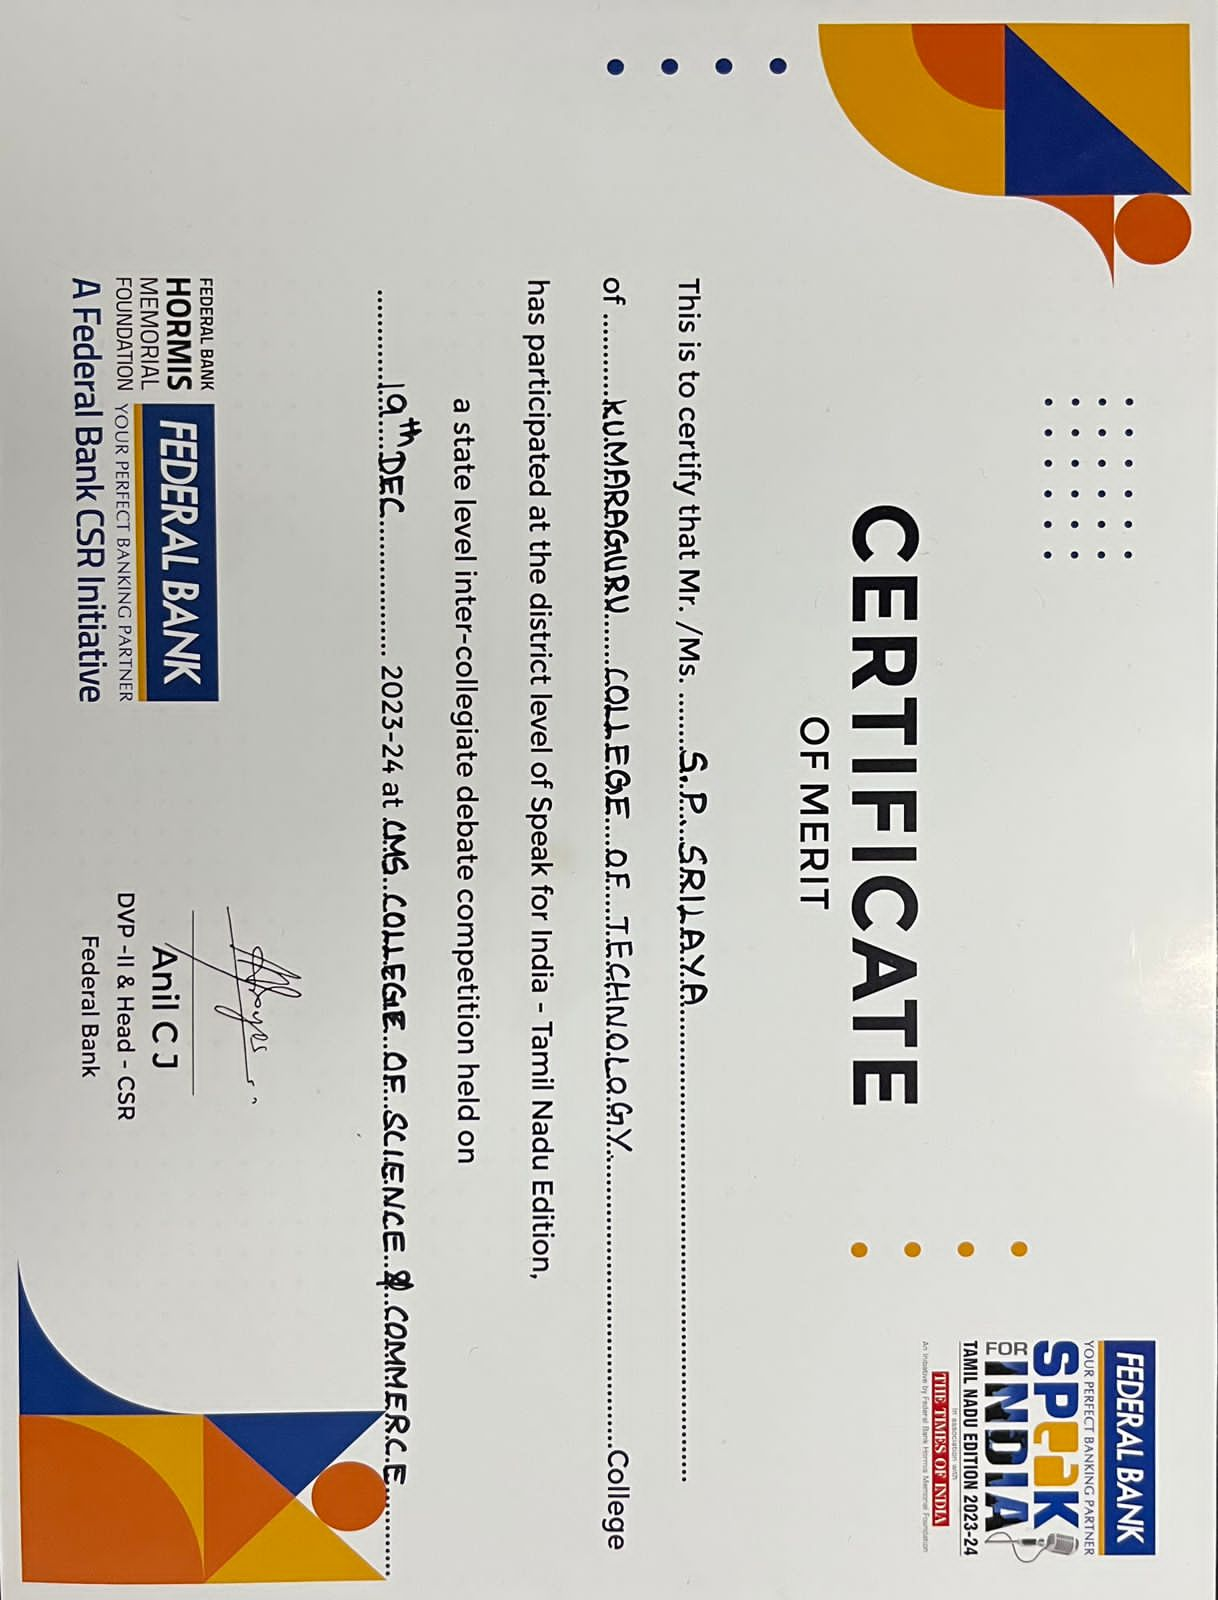 FEDERAL BANK
YOUR PERFECT BANKING PARTNER
SPEAK
FOR
INDIA
TAMIL NADU EDITION 2023-24
In association with
THE TIMES OF INDIA
An Initiative by Federal Bank Hormis Memorial Foundation
CERTIFICATE
OF MERIT
This is to certify that Mr. /Ms. S.P. SRILAYA
of KUMARAGURU COLLEGE OF TECHNOLOGY College
has participated at the district level of Speak for India - Tamil Nadu Edition,
a state level inter-collegiate debate competition held on
19th DEC 2023-24 at CMS COLLEGE OF SCIENCE & COMMERCE
FEDERAL BANK
HORMIS
MEMORIAL
FOUNDATION
FEDERAL BANK
YOUR PERFECT BANKING PARTNER
A Federal Bank CSR Initiative
Anil C J
DVP -II & Head - CSR
Federal Bank